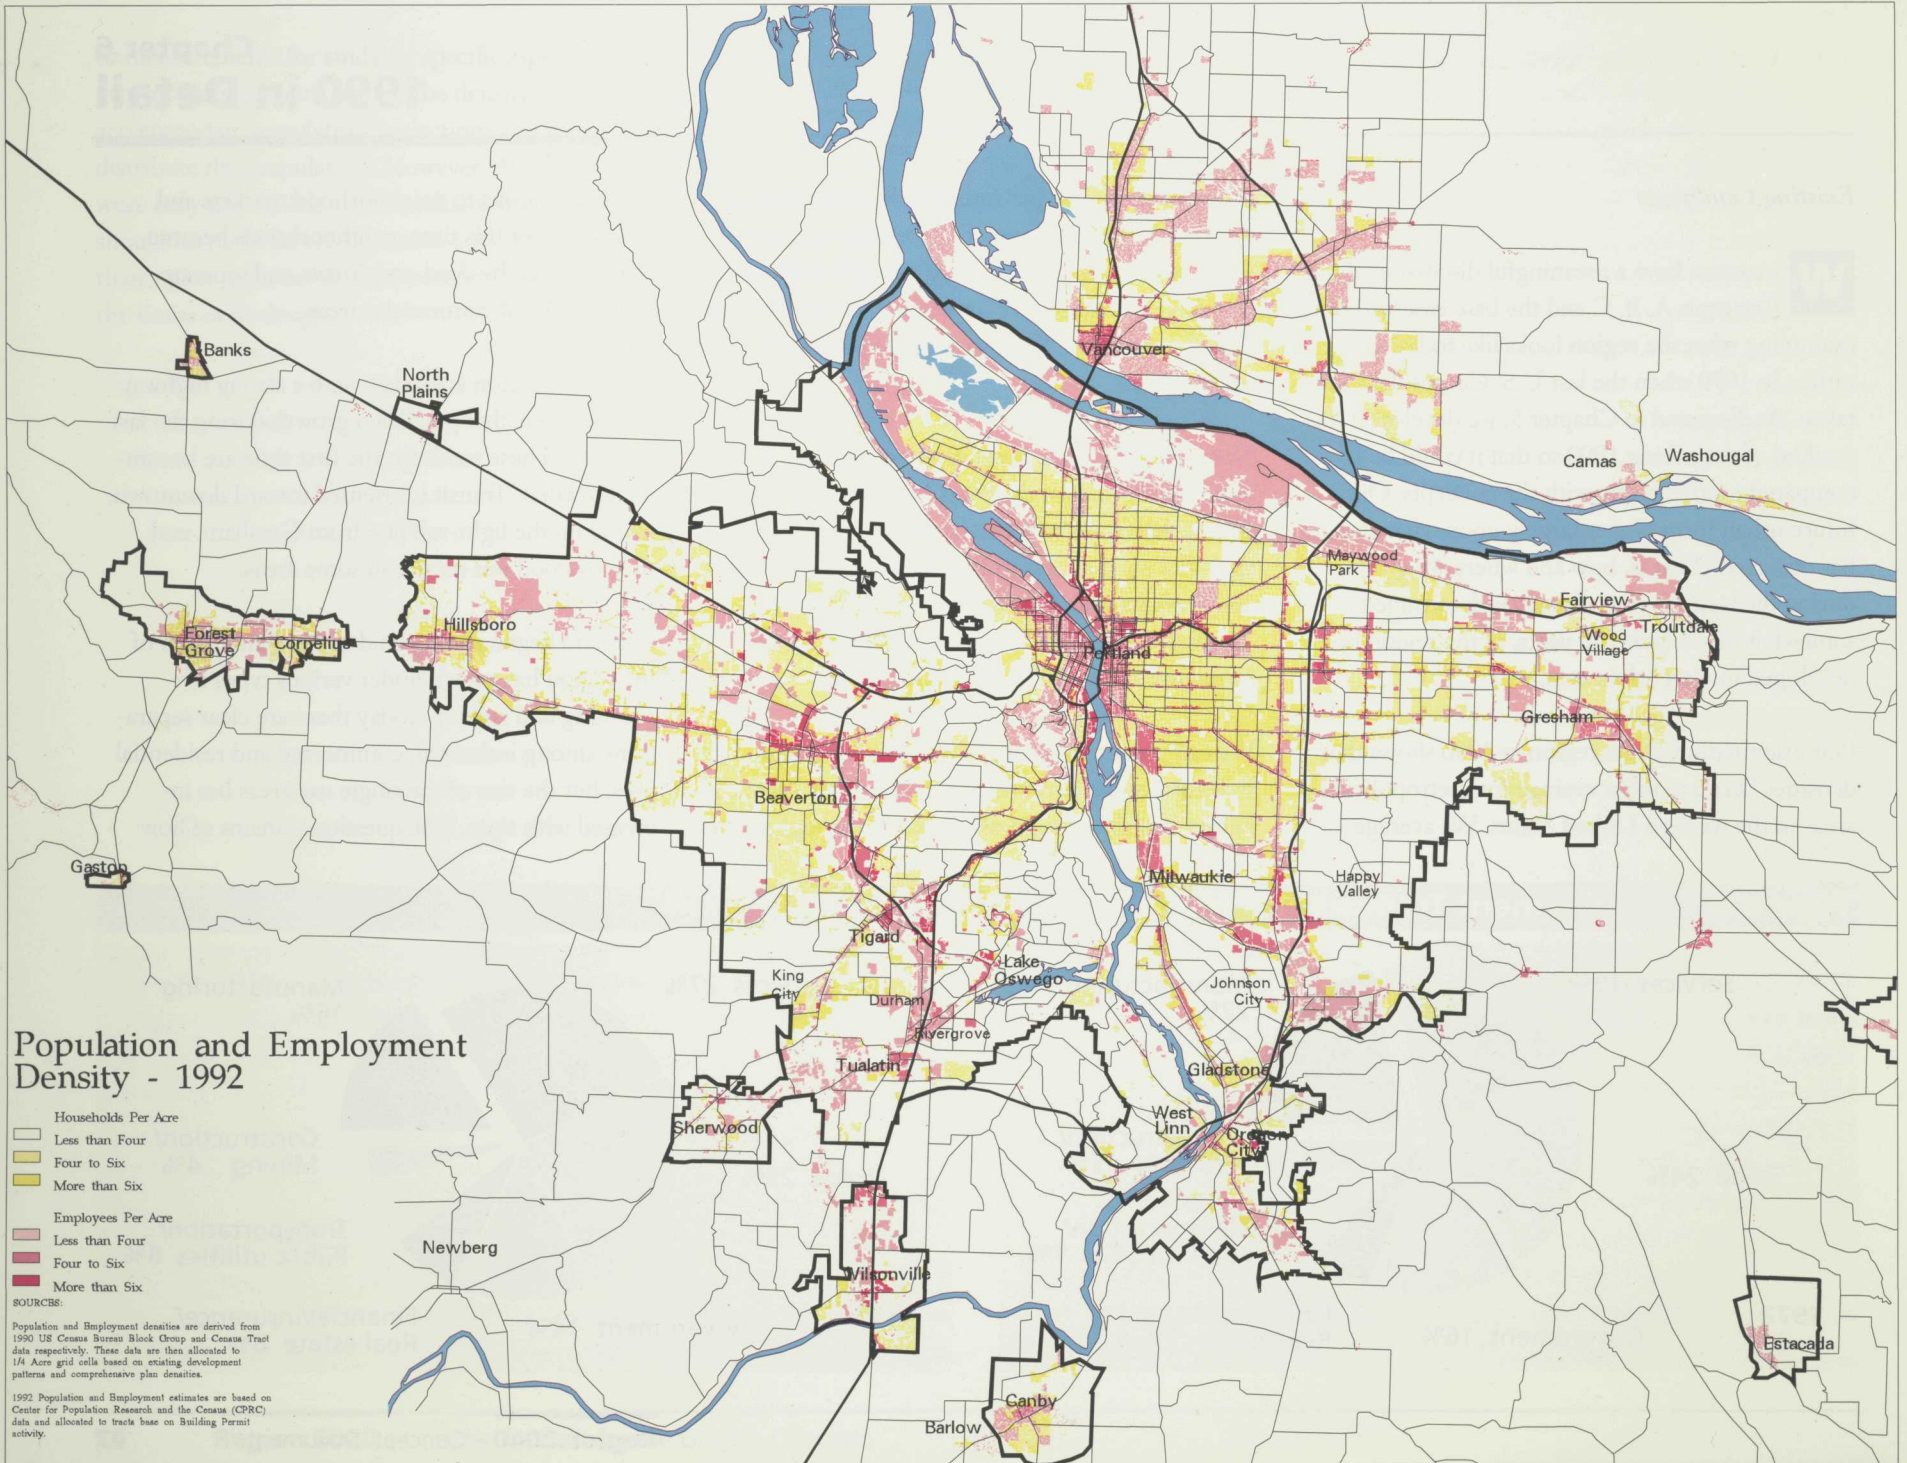 Banks
North
Plains
Vancouver
Camas
Washougal
Maywood
Park
Fairview
Wood
Village
Troutdale
Forest
Grove
Cornelius
Hillsboro
Portland
Gresham
Beaverton
Gaston
Milwaukie
Happy
Valley
Tigard
King
City
Lake
Oswego
Durham
Johnson
City
Rivergrove
Tualatin
Gladstone
Sherwood
West
Linn
Oregon
City
Newberg
Wilsonville
Canby
Barlow
Estacada
Population and Employment
Density - 1992
Households Per Acre
Less than Four
Four to Six
More than Six
Employees Per Acre
Less than Four
Four to Six
More than Six
SOURCES:
Population and Employment densities are derived from
1990 US Census Bureau Block Group and Census Tract
data respectively. These data are then allocated to
1/4 Acre grid cells based on existing development
patterns and comprehensive plan densities.
1992 Population and Employment estimates are based on
Center for Population Research and the Census (CPRC)
data and allocated to tracts base on Building Permit
activity.